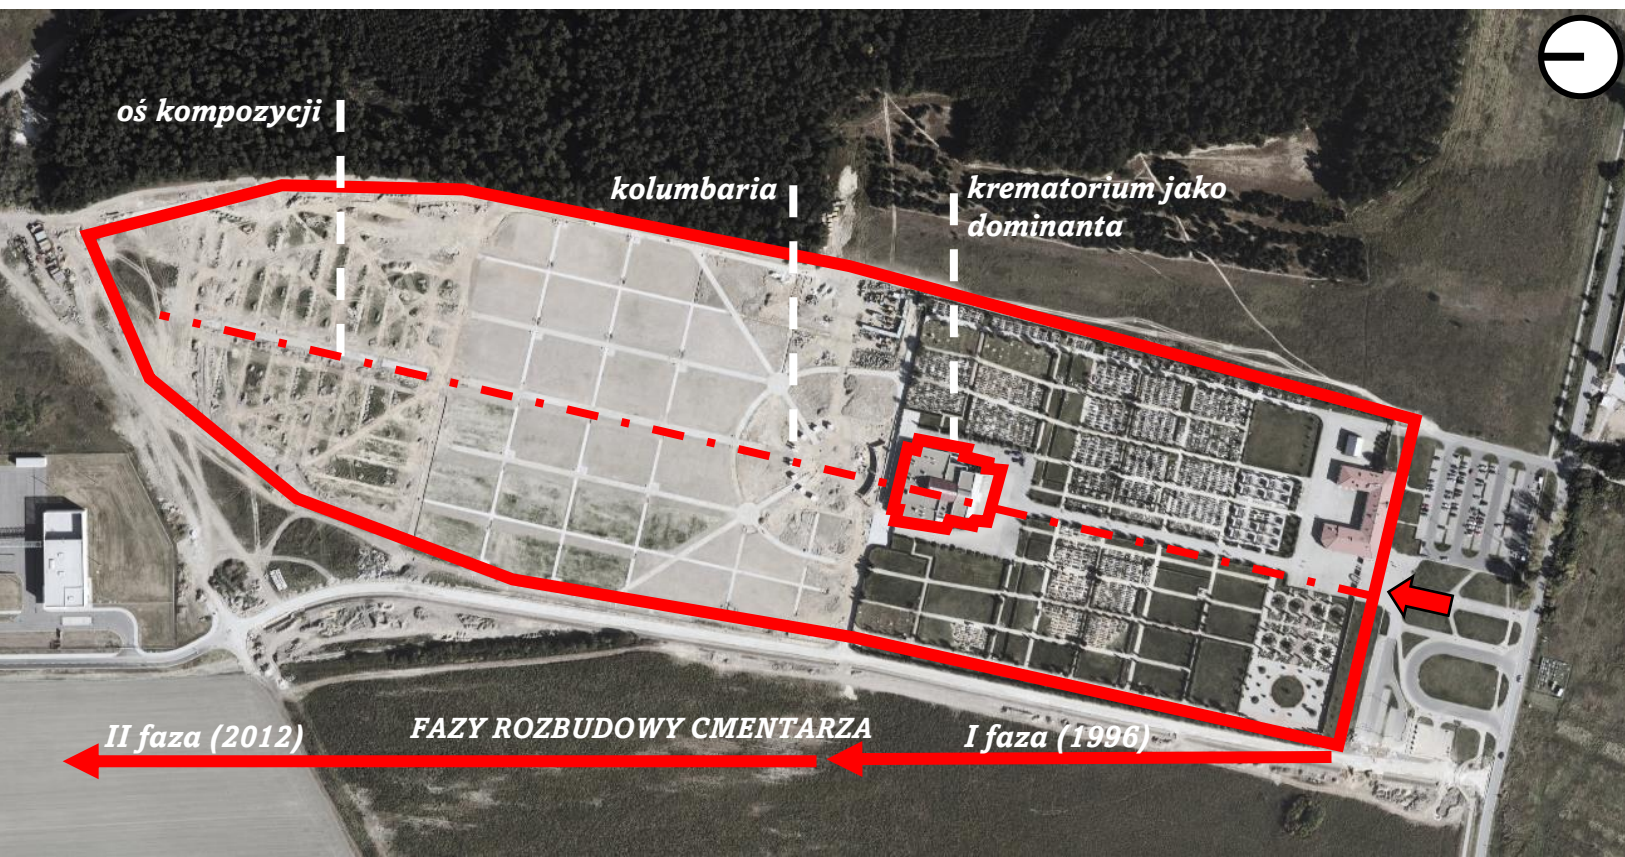 oś kompozycji
kolumbaria
krematorium jako
dominanta
II faza (2012)
FAZY ROZBUDOWY CMENTARZA
I faza (1996)